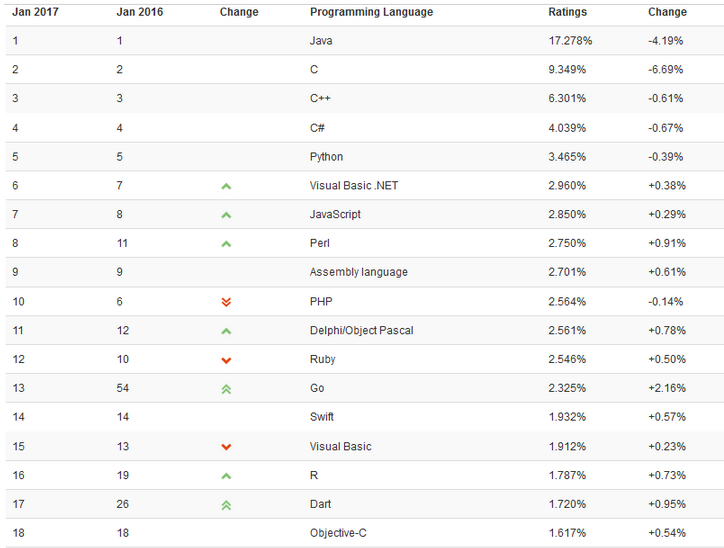 Jan 2017 Jan 2016 Change Programming Language Ratings Change
1 1 Java 17.278% -4.19%
2 2 C 9.349% -6.69%
3 3 C++ 6.301% -0.61%
4 4 C# 4.039% -0.67%
5 5 Python 3.465% -0.39%
6 7 Visual Basic .NET 2.960% +0.38%
7 8 JavaScript 2.850% +0.29%
8 11 Perl 2.750% +0.91%
9 9 Assembly language 2.701% +0.61%
10 6 PHP 2.564% -0.14%
11 12 Delphi/Object Pascal 2.561% +0.78%
12 10 Ruby 2.546% +0.50%
13 54 Go 2.325% +2.16%
14 14 Swift 1.932% +0.57%
15 13 Visual Basic 1.912% +0.23%
16 19 R 1.787% +0.73%
17 26 Dart 1.720% +0.95%
18 18 Objective-C 1.617% +0.54%